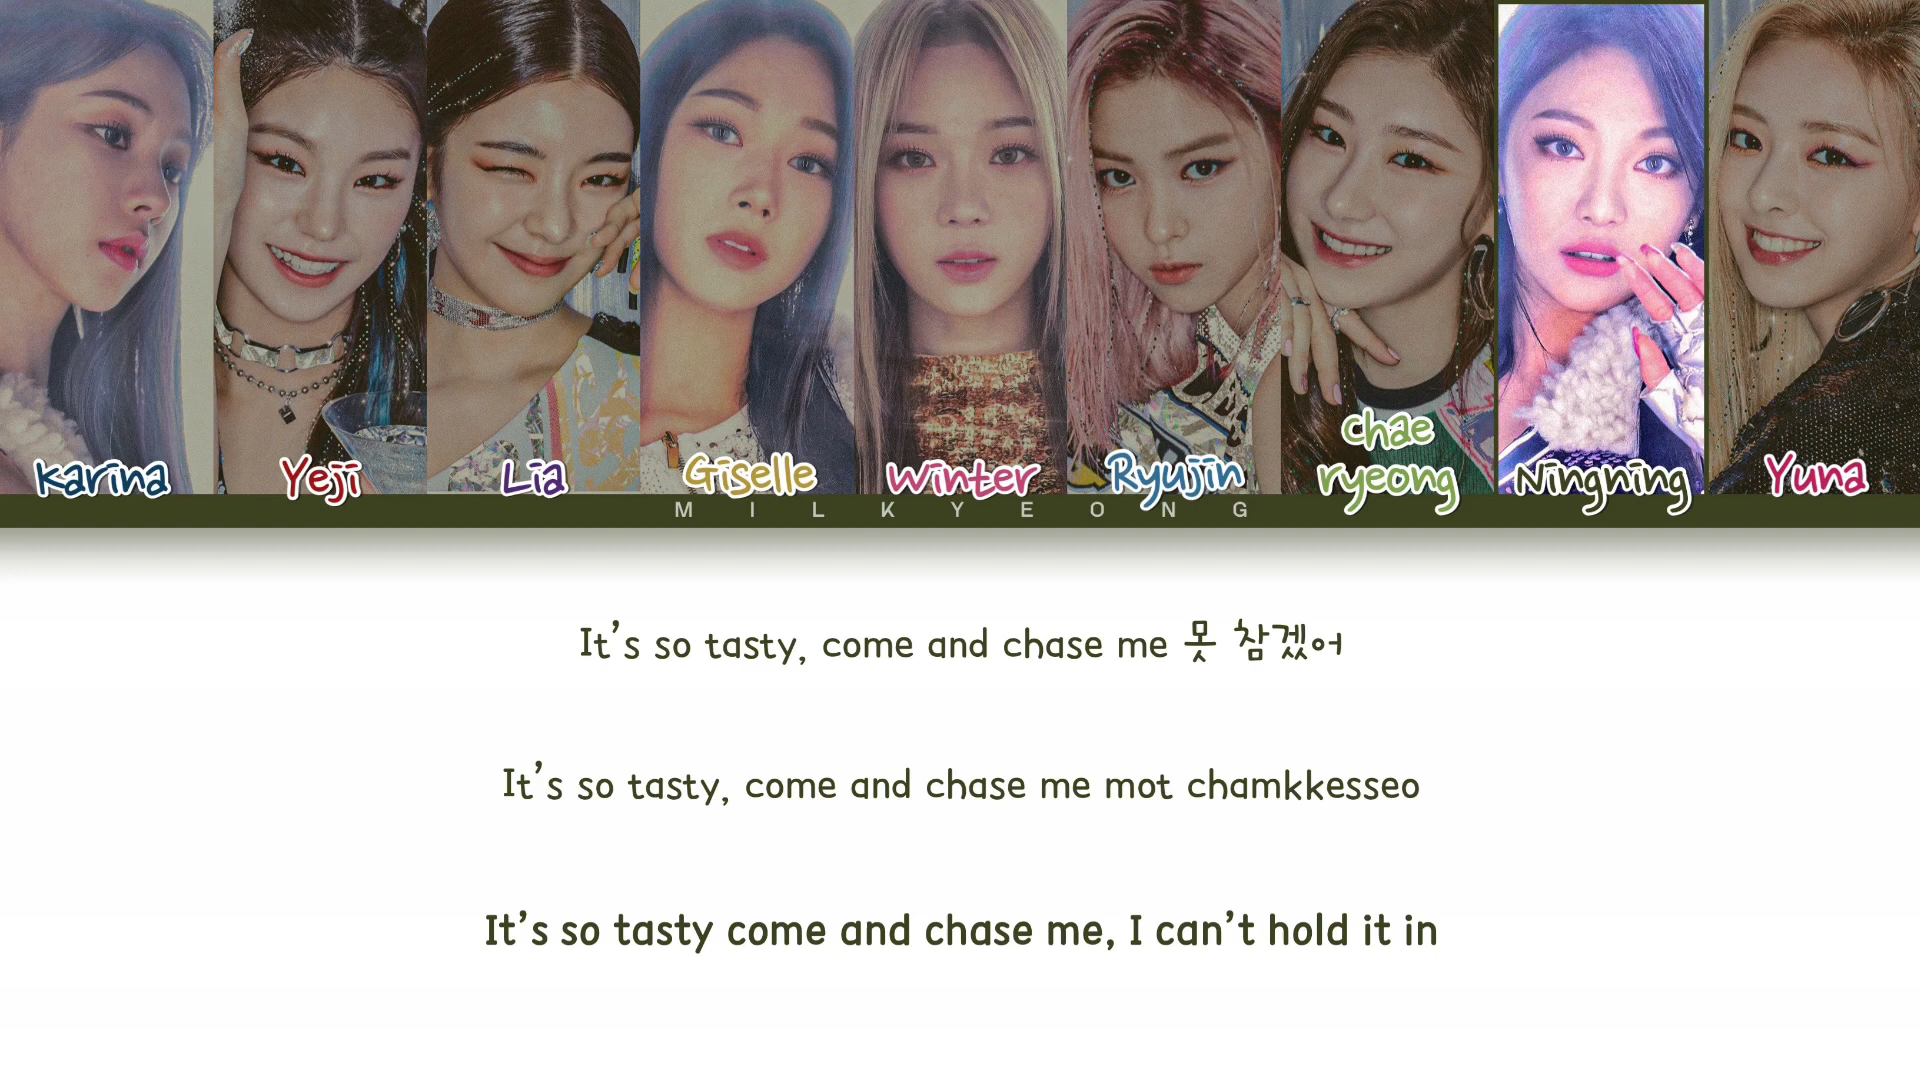 Karina
Yeji
Lia
Giselle
Winter
Ryujin
Chae
ryeong
Ningning
Yuna
MILKYEONG
It's so tasty, come and chase me 못 참겠어
It's so tasty, come and chase me mot chamkkesseo
It's so tasty come and chase me, I can't hold it in